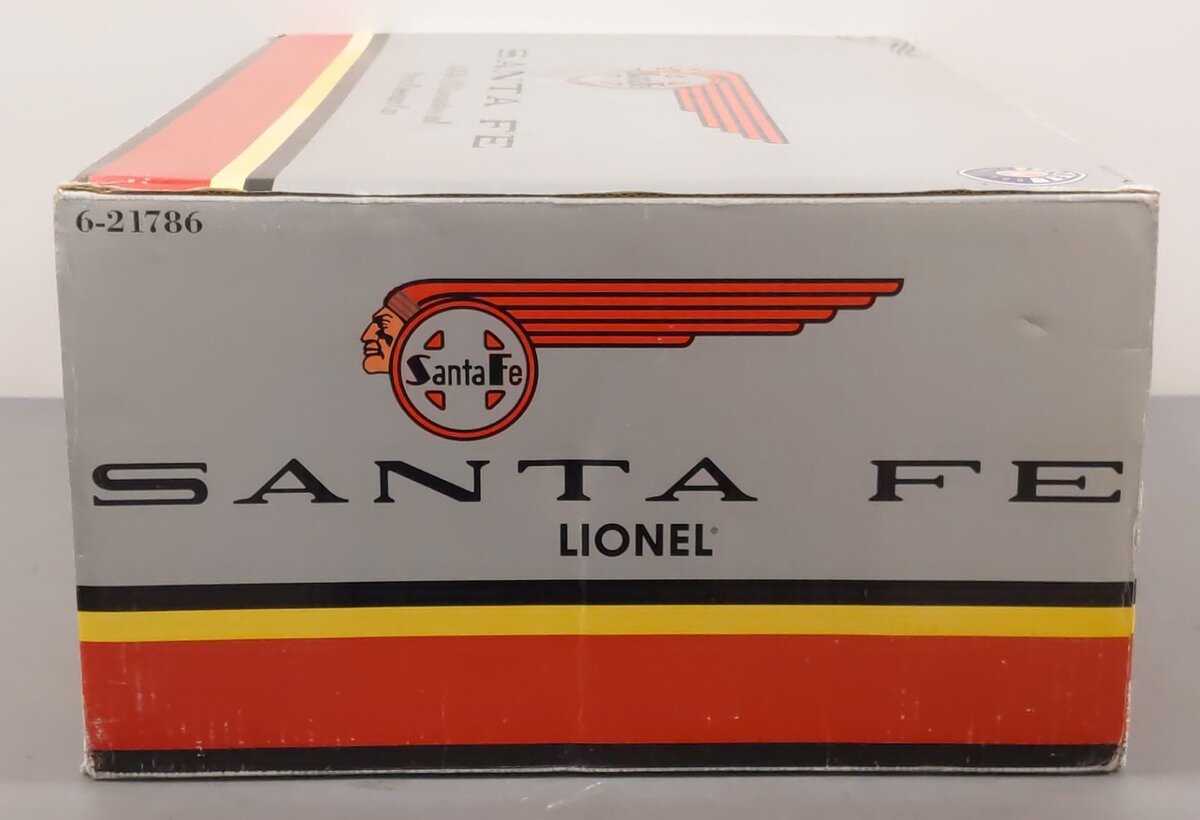 SANTA FE
6-21786
Santa Fe
SANTA FE
LIONEL